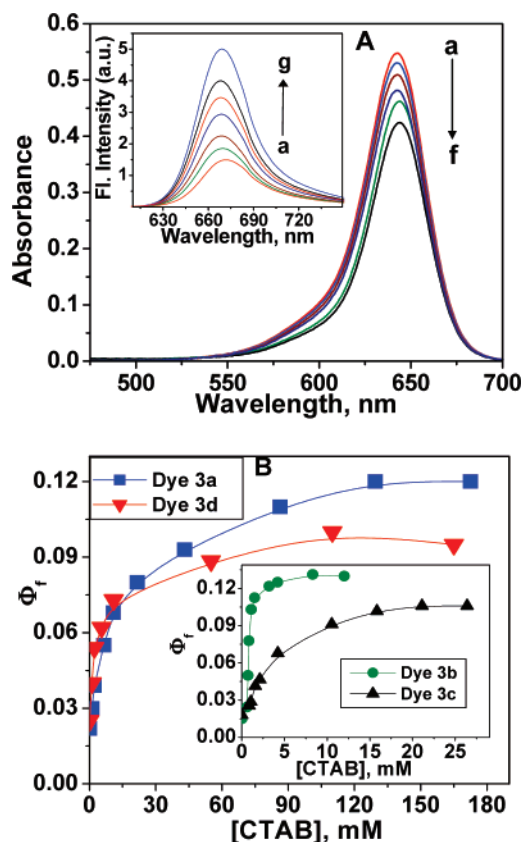 A
a
f
g
a
Fl. Intensity (a.u.)
5
4
3
2
1
630 660 690 720
Wavelength, nm
Absorbance
0.6
0.5
0.4
0.3
0.2
0.1
0.0
500 550 600 650 700
Wavelength, nm
B
Dye 3a
Dye 3d
Φf
0.12
0.09
0.06
0.03
0.00
0 30 60 90 120 150 180
[CTAB], mM
Φf
0.12
0.09
0.06
0.03
0.00
0 5 10 15 20 25
[CTAB], mM
Dye 3b
Dye 3c